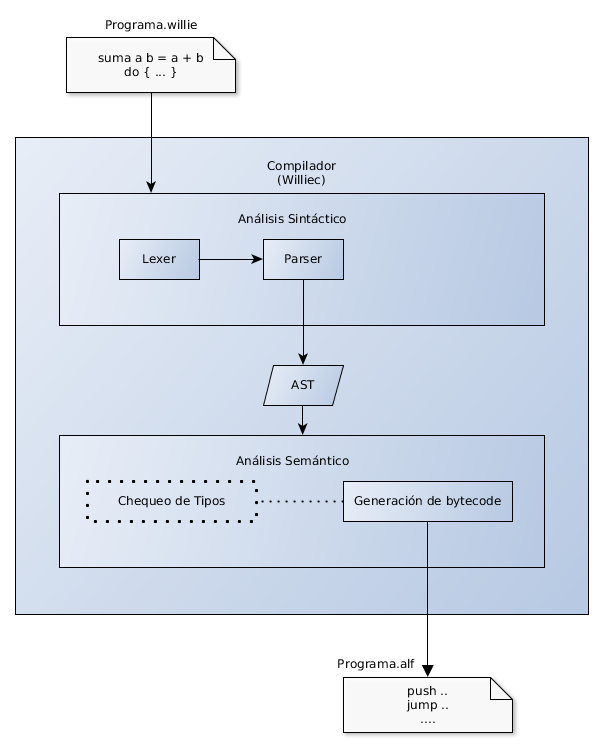 Programa.willie
suma a b = a + b
do { ... }
Compilador
(Williec)
Análisis Sintáctico
Lexer
Parser
AST
Análisis Semántico
Chequeo de Tipos
Generación de bytecode
Programa.alf
push ..
jump ..
....